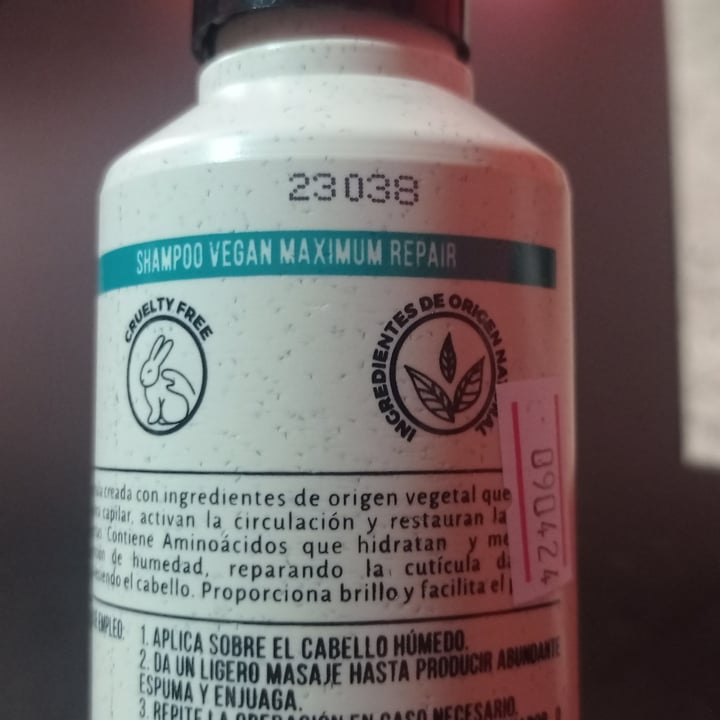 23038
SHAMPOO VEGAN MAXIMUM REPAIR
CRUELTY FREE
INGREDIENTES DE ORIGEN NATURAL
090424
creada con ingredientes de origen vegetal que
capilar, activan la circulación y restauran la
Contiene Aminoácidos que hidratan y
de humedad, reparando la cutícula
el cabello. Proporciona brillo y facilita el
EMPLEO:
1. APLICA SOBRE EL CABELLO HÚMEDO.
2. DA UN LIGERO MASAJE HASTA PRODUCIR ABUNDANTE
ESPUMA Y ENJUAGA.
3. REPITE LA OPERACIÓN EN CASO NECESARIO.